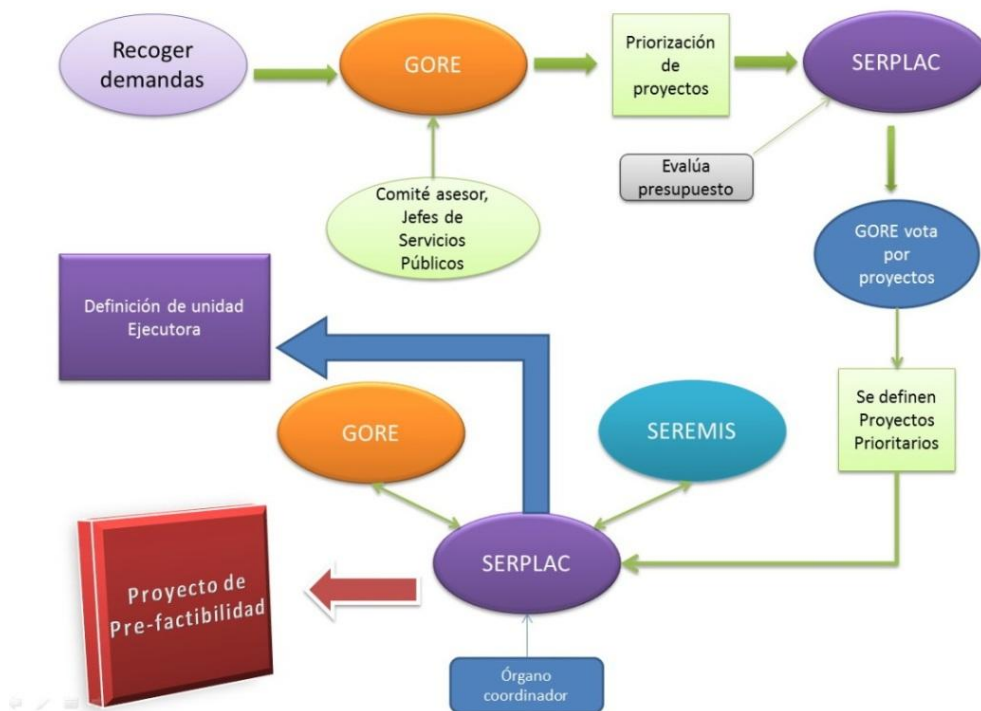 Recoger
demandas
GORE
Priorización
de
proyectos
SERPLAC
Evalúa
presupuesto
Comité asesor,
Jefes de
Servicios
Públicos
GORE vota
por
proyectos
Definición de unidad
Ejecutora
Se definen
Proyectos
Prioritarios
GORE
SEREMIS
SERPLAC
Proyecto de
Pre-factibilidad
Órgano
coordinador